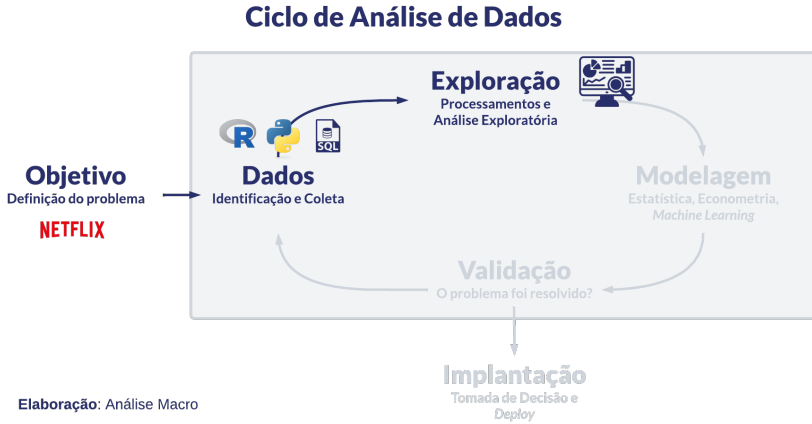 Ciclo de Análise de Dados
Exploração
Processamentos e
Análise Exploratória
R
SQL
Objetivo
Definição do problema
NETFLIX
Dados
Identificação e Coleta
Modelagem
Estatística, Econometria,
Machine Learning
Validação
O problema foi resolvido?
Implantação
Tomada de Decisão e
Deploy
Elaboração: Análise Macro